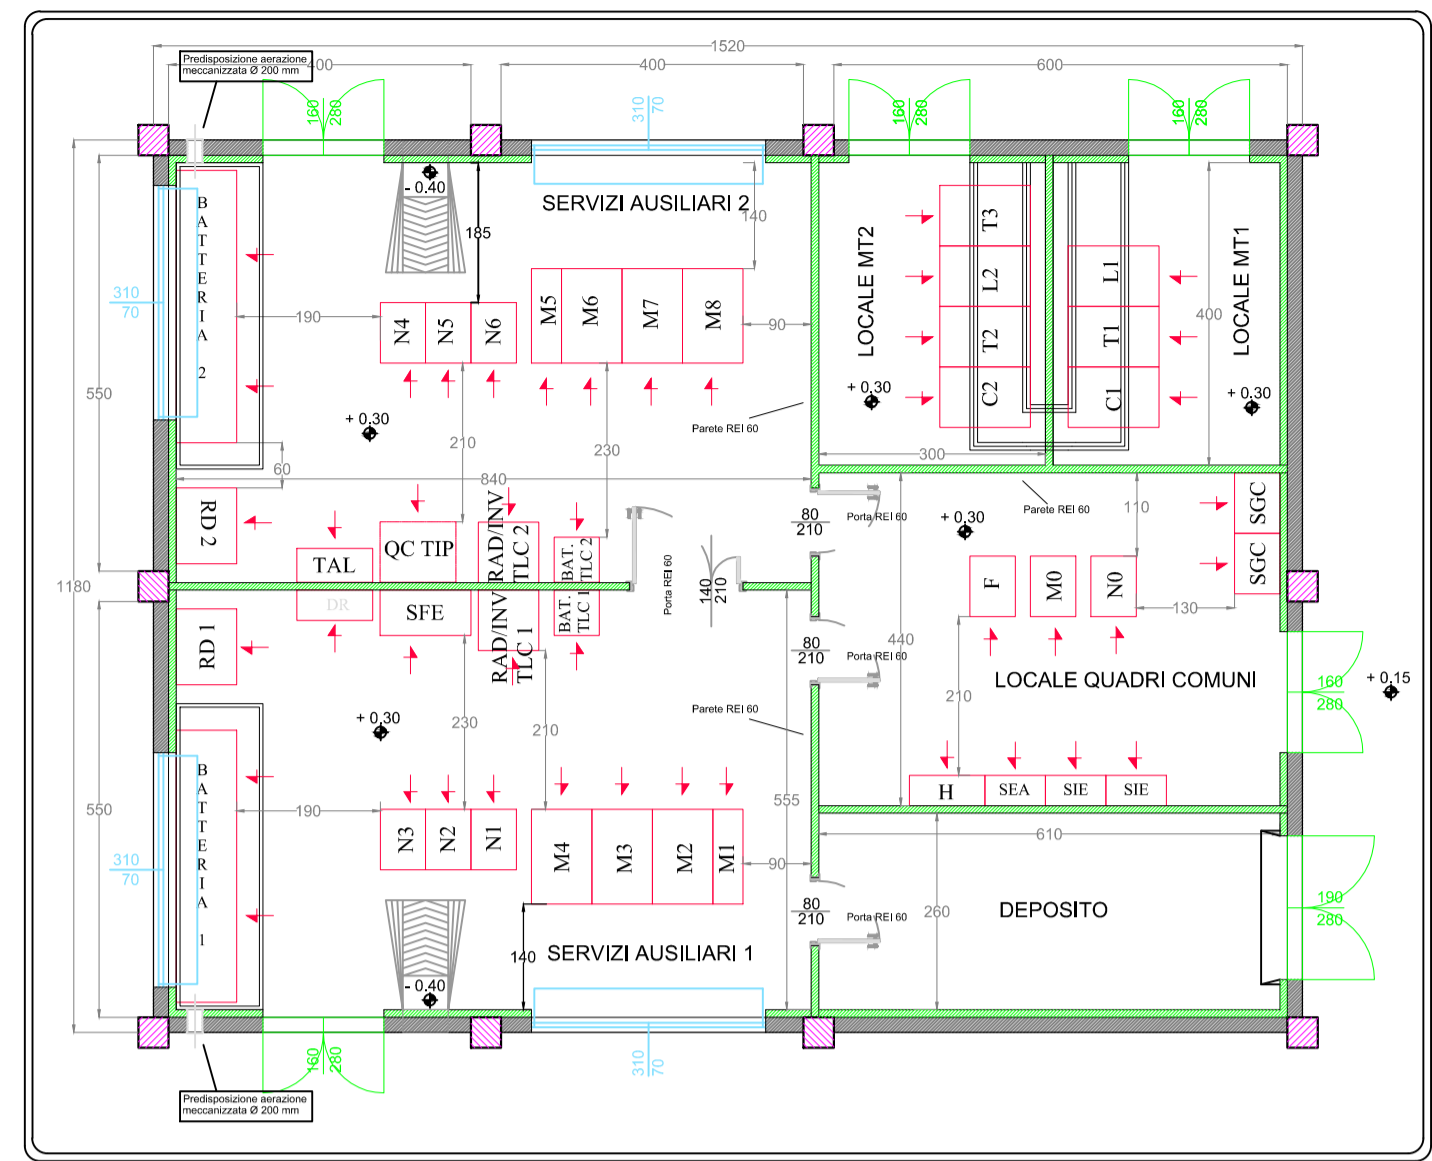 1520
Predisposizione aerazione
meccanizzata Ø 200 mm
400
400
600
160
280
310
70
160
280
160
280
- 0.40
SERVIZI AUSILIARI 2
140
185
BATTERIA 2
310
70
190
N4
N5
N6
M5
M6
M7
M8
90
LOCALE MT2
T3
L2
T2
C2
L1
T1
C1
400
LOCALE MT1
+ 0.30
+ 0.30
550
+ 0.30
Parete REI 60
210
230
60
840
300
RD 2
TAL
QC TIP
RAD/INV
TLC 2
BAT.
TLC 2
80
210
Porta REI 60
+ 0.30
Parete REI 60
110
SGC
SGC
1180
DR
SFE
RAD/INV
TLC 1
BAT.
TLC 1
Porta REI 60
140
210
F
M0
N0
130
RD 1
80
210
Porta REI 60
440
LOCALE QUADRI COMUNI
160
280
+ 0.15
+ 0.30
230
210
Parete REI 60
210
BATTERIA 1
310
70
190
N3
N2
N1
M4
M3
M2
M1
90
555
H
SEA
SIE
SIE
550
610
80
210
Porta REI 60
260
DEPOSITO
190
280
- 0.40
140
SERVIZI AUSILIARI 1
160
280
310
70
Predisposizione aerazione
meccanizzata Ø 200 mm